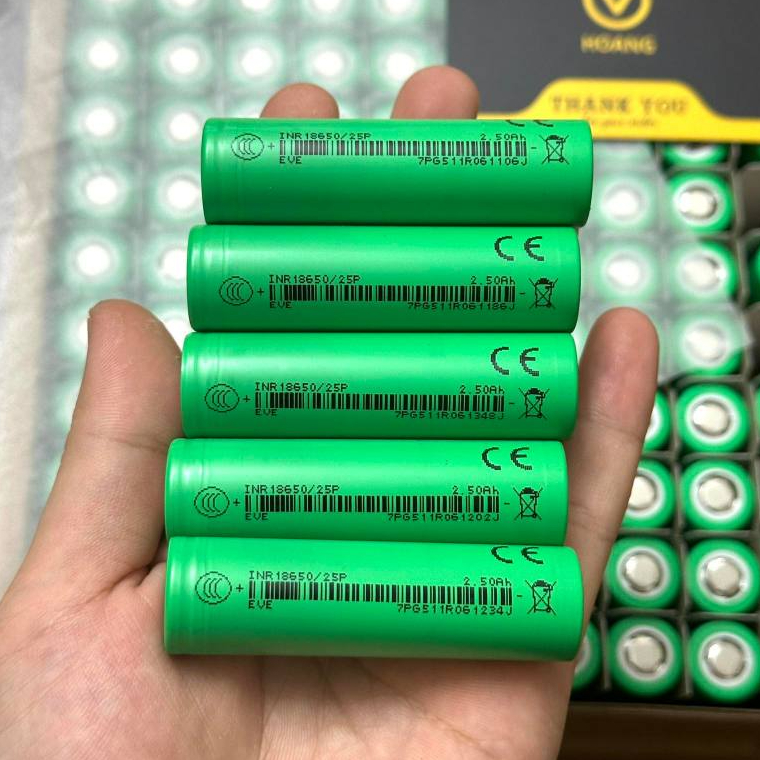 HOANG
THANK YOU
CE
INR18650/25P 2.50Ah
+ -
EVE 7PG511R061106J
CE
INR18650/25P 2.50Ah
+ -
EVE 7PG511R061186J
CE
INR18650/25P 2.50Ah
+ -
EVE 7PG511R061348J
CE
INR18650/25P 2.50Ah
+ -
EVE 7PG511R061202J
CE
INR18650/25P 2.50Ah
+ -
EVE 7PG511R061234J